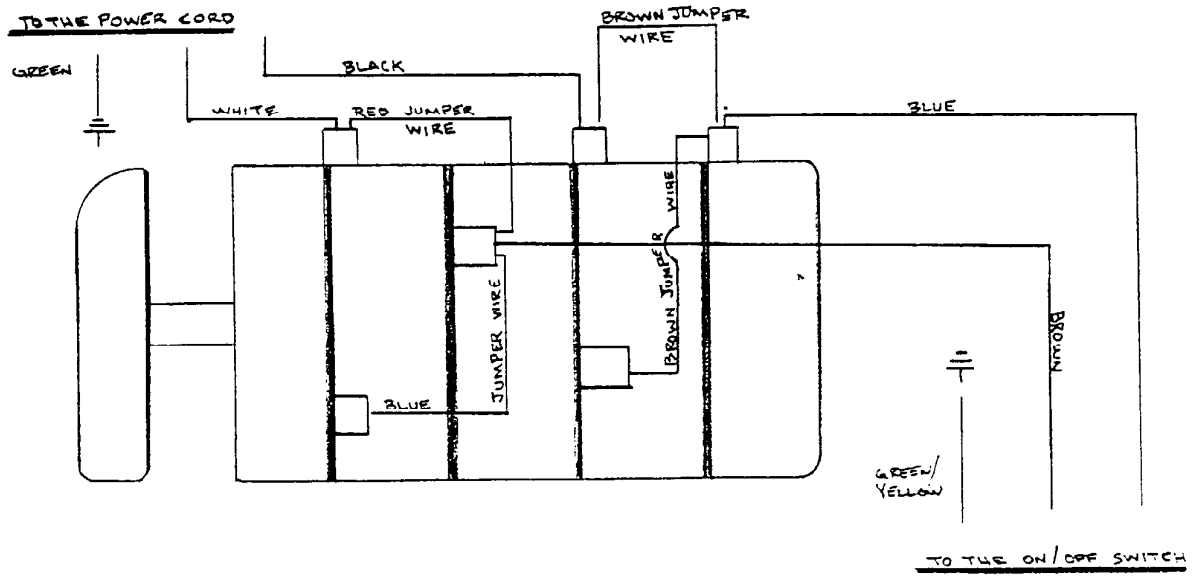 TO THE POWER CORD
BROWN JUMPER
WIRE
GREEN
BLACK
WHITE
RED JUMPER
WIRE
BLUE
WIRE
BROWN JUMPER
JUMPER WIRE
BLUE
BROWN
GREEN/
YELLOW
TO THE ON/OFF SWITCH